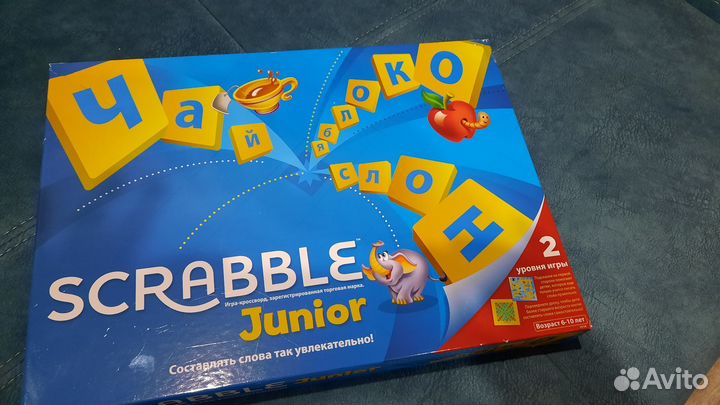 Чай
яблоко
слон
SCRABBLE™
Игра-кроссворд, зарегистрированная торговая марка.
Junior
Составлять слова так увлекательно!
2
уровня игры
Возраст 6-10 лет
Avito